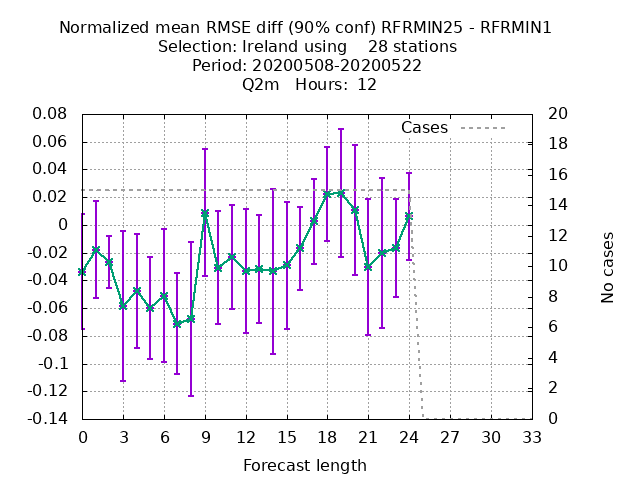 Normalized mean RMSE diff (90% conf) RFRMIN25 - RFRMIN1
Selection: Ireland using    28 stations
Period: 20200508-20200522
Q2m   Hours:  12
Cases
0.08
0.06
0.04
0.02
0
-0.02
-0.04
-0.06
-0.08
-0.1
-0.12
-0.14
20
18
16
14
12
10
8
6
4
2
0
No cases
0 3 6 9 12 15 18 21 24 27 30 33
Forecast length